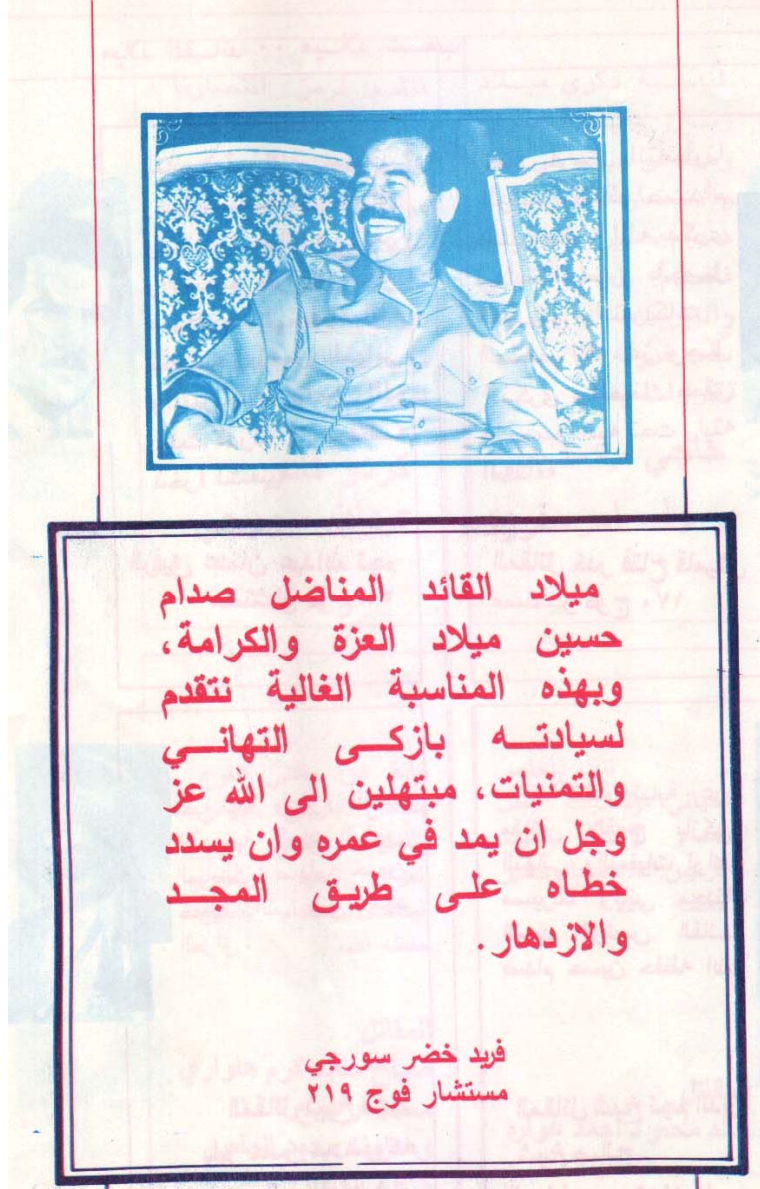 ميلاد القائد المناضل صدام
حسين ميلاد العزة والكرامة،
وبهذه المناسبة الغالية نتقدم
لسيادتـــه بازكــى التهانــي
والتمنيات، مبتهلين الى الله عز
وجل ان يمد في عمره وان يسدد
خطاه على طريق المجــد
والازدهار.
فريد خضر سورجي
مستشار فوج ٢١٩